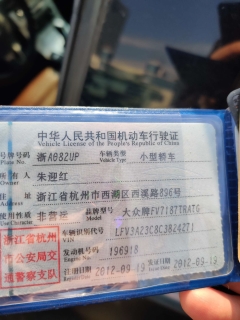 中华人民共和国机动车行驶证
Vehicle License of the People's Republic of China
号牌号码 浙A082UP 车辆类型 Vehicle Type 小型轿车
所有人 朱迎红
Owner
住址 浙江省杭州市西湖区西溪路896号
使用性质 非营运 品牌型号 大众牌FV7187TRATG
浙江省杭州 车辆识别代号 VIN LFV3A23C8C3824271
市公安局交 发动机号码 196918
通警察支队 注册日期 2012-09-19 2012-09-19